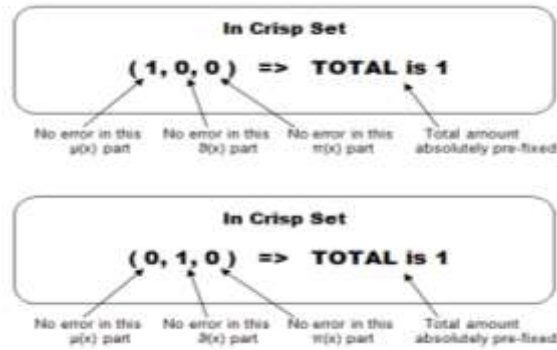 In Crisp Set
( 1, 0, 0 ) => TOTAL is 1
No error in this μ(x) part
No error in this ϑ(x) part
No error in this π(x) part
Total amount absolutely pre-fixed
In Crisp Set
( 0, 1, 0 ) => TOTAL is 1
No error in this μ(x) part
No error in this ϑ(x) part
No error in this π(x) part
Total amount absolutely pre-fixed